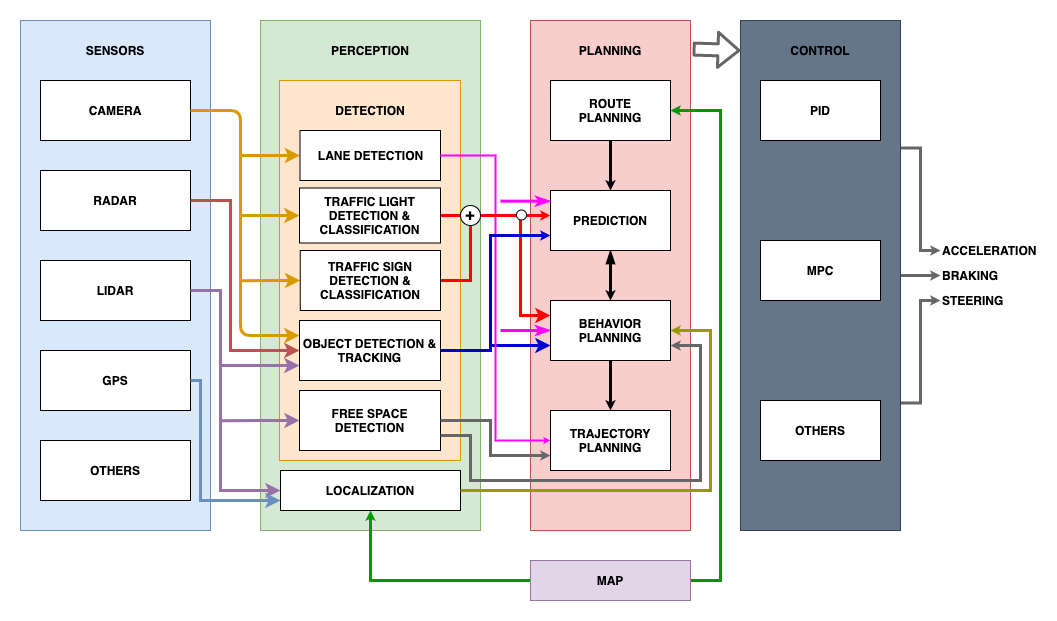 SENSORS
CAMERA
RADAR
LIDAR
GPS
OTHERS
PERCEPTION
DETECTION
LANE DETECTION
TRAFFIC LIGHT
DETECTION &
CLASSIFICATION
+
TRAFFIC SIGN
DETECTION &
CLASSIFICATION
OBJECT DETECTION &
TRACKING
FREE SPACE
DETECTION
LOCALIZATION
PLANNING
ROUTE
PLANNING
PREDICTION
BEHAVIOR
PLANNING
TRAJECTORY
PLANNING
MAP
CONTROL
PID
MPC
OTHERS
ACCELERATION
BRAKING
STEERING